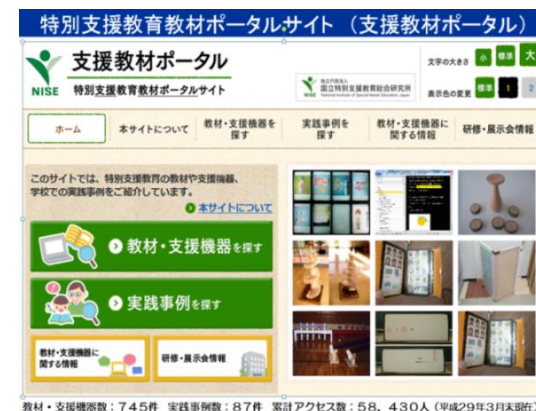 特別支援教育教材ポータルサイト（支援教材ポータル）
支援教材ポータル
NISE 特別支援教育教材ポータルサイト
独立行政法人
国立特別支援教育総合研究所
文字の大きさ 小 標準 大
表示色の変更 標準 1 2
ホーム
本サイトについて
教材・支援機器を
探す
実践事例を
探す
教材・支援機器に
関する情報
研修・展示会情報
このサイトでは、特別支援教育の教材や支援機器、
学校での実践事例をご紹介しています。
本サイトについて
教材・支援機器を探す
実践事例を探す
教材・支援機器に
関する情報
研修・展示会情報
教材・支援機器数：745件 実践事例数：87件 累計アクセス数：58，430人（平成29年3月末現在）